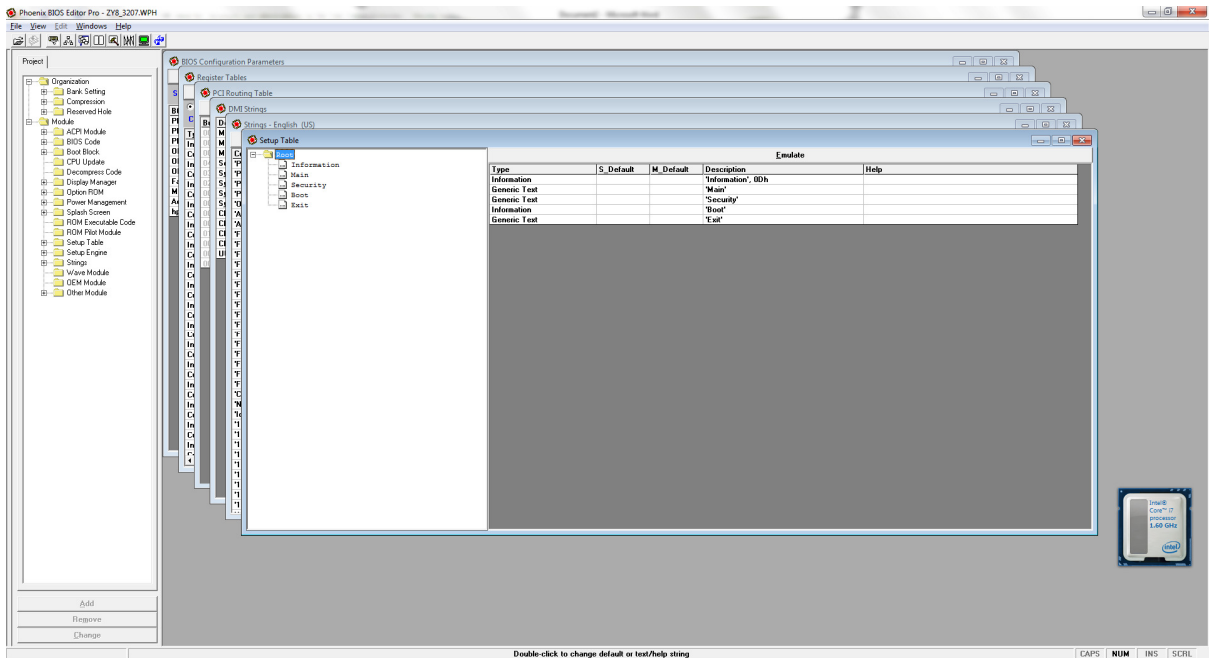 Phoenix BIOS Editor Pro - ZY8_3207.WPH
File View Edit Windows Help
Project
Organization
Bank Setting
Compression
Reserved Hole
Module
ACPI Module
BIOS Code
Boot Block
CPU Update
Decompress Code
Display Manager
Option ROM
Power Management
Splash Screen
ROM Executable Code
ROM Pilot Module
Setup Table
Setup Engine
Strings
Wave Module
OEM Module
Other Module
Add
Remove
Change
BIOS Configuration Parameters
Register Tables
PCI Routing Table
DMI Strings
Strings - English (US)
Setup Table
Root
Information
Main
Security
Boot
Exit
Emulate
Type S_Default M_Default Description Help
Information 'Information', 0Dh
Generic Text 'Main'
Generic Text 'Security'
Information 'Boot'
Generic Text 'Exit'
Intel®
Core™ i7
processor
1.60 GHz
intel
Double-click to change default or text/help string
CAPS NUM INS SCRL